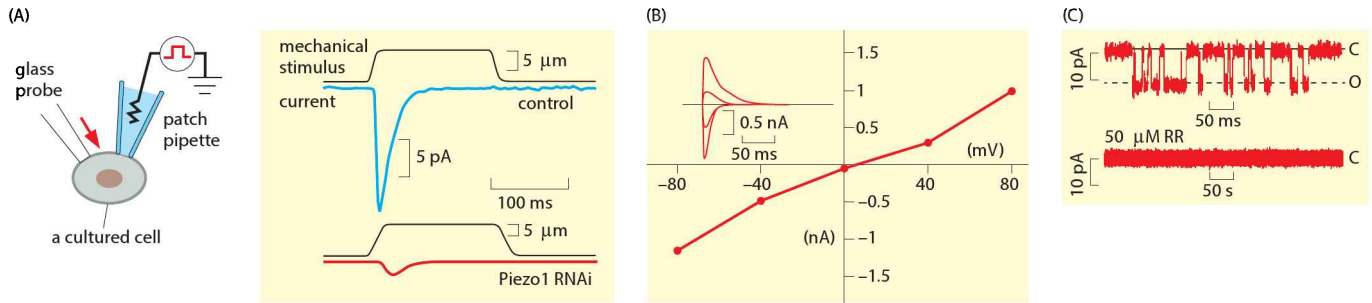 (A)
glass
probe
patch
pipette
a cultured cell
mechanical
stimulus
5 μm
current
control
5 pA
100 ms
5 μm
Piezo1 RNAi
(B)
1.5
1
0.5
0.5 nA
50 ms
(mV)
−80
−40
40
80
−0.5
(nA)
−1
−1.5
(C)
10 pA
C
O
50 ms
50 μM RR
10 pA
C
50 s